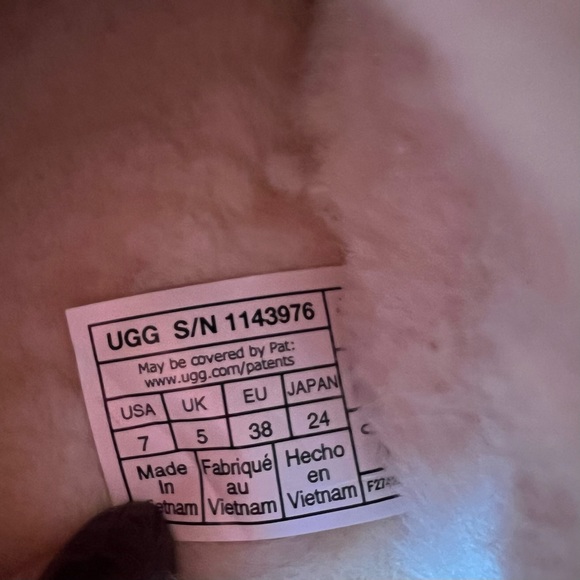 UGG S/N 1143976
May be covered by Pat:
www.ugg.com/patents
USA UK EU JAPAN
7 5 38 24
Made Fabriqué Hecho
In au en
Vietnam Vietnam